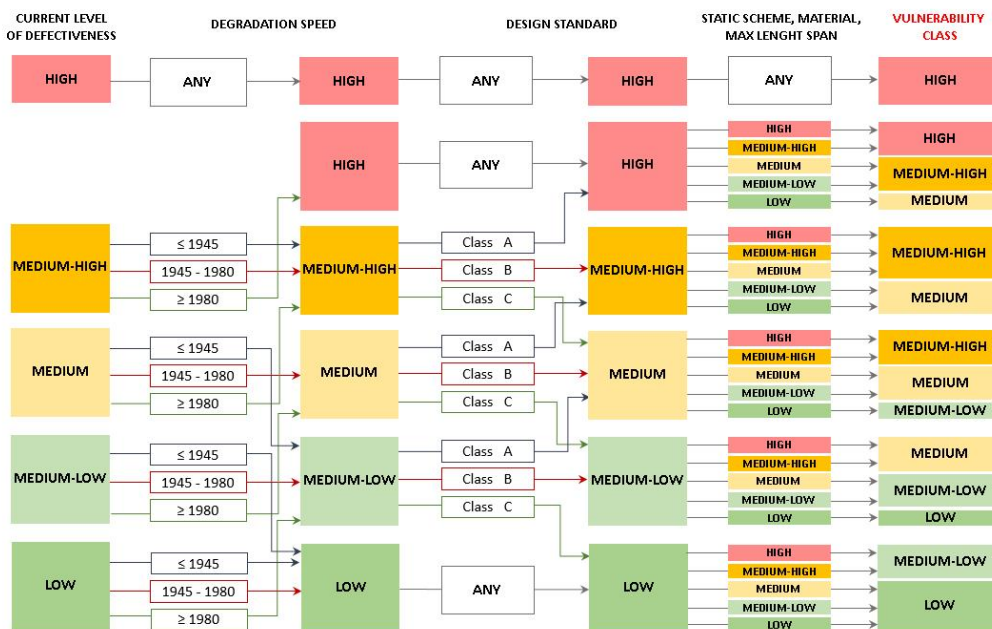 CURRENT LEVEL
OF DEFECTIVENESS
DEGRADATION SPEED
DESIGN STANDARD
STATIC SCHEME, MATERIAL,
MAX LENGHT SPAN
VULNERABILITY
CLASS
HIGH
ANY
HIGH
ANY
HIGH
ANY
HIGH
HIGH
ANY
HIGH
HIGH
MEDIUM-HIGH
MEDIUM
MEDIUM-LOW
LOW
HIGH
MEDIUM-HIGH
MEDIUM
MEDIUM-HIGH
≤ 1945
1945 - 1980
≥ 1980
MEDIUM-HIGH
Class A
Class B
Class C
MEDIUM-HIGH
HIGH
MEDIUM-HIGH
MEDIUM
MEDIUM-LOW
LOW
MEDIUM-HIGH
MEDIUM
MEDIUM
≤ 1945
1945 - 1980
≥ 1980
MEDIUM
Class A
Class B
Class C
MEDIUM
HIGH
MEDIUM-HIGH
MEDIUM
MEDIUM-LOW
LOW
MEDIUM-HIGH
MEDIUM
MEDIUM-LOW
MEDIUM-LOW
≤ 1945
1945 - 1980
≥ 1980
MEDIUM-LOW
Class A
Class B
Class C
MEDIUM-LOW
HIGH
MEDIUM-HIGH
MEDIUM
MEDIUM-LOW
LOW
MEDIUM
MEDIUM-LOW
LOW
LOW
≤ 1945
1945 - 1980
≥ 1980
LOW
ANY
LOW
HIGH
MEDIUM-HIGH
MEDIUM
MEDIUM-LOW
LOW
MEDIUM-LOW
LOW